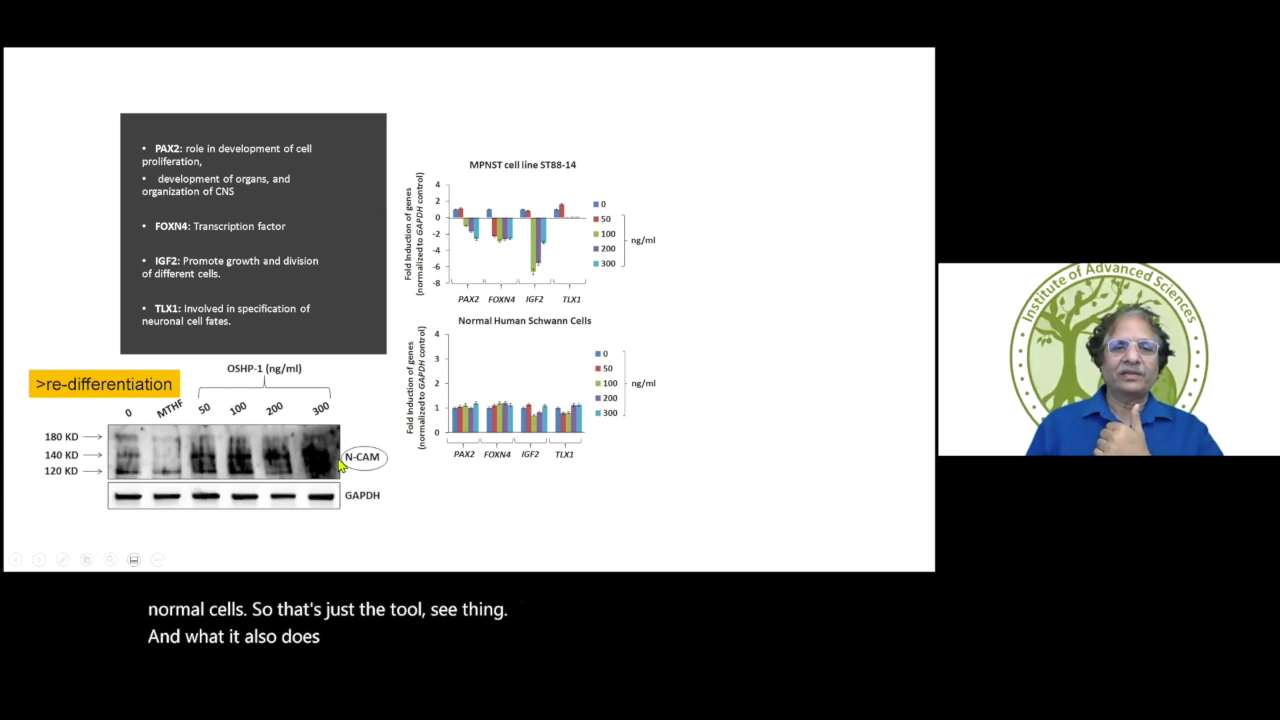 • PAX2: role in development of cell
proliferation,
• development of organs, and
organization of CNS
• FOXN4: Transcription factor
• IGF2: Promote growth and division
of different cells.
• TLX1: Involved in specification of
neuronal cell fates.
MPNST cell line ST88-14
Fold Induction of genes
(normalized to GAPDH control)
4
2
0
-2
-4
-6
-8
PAX2 FOXN4 IGF2 TLX1
0
50
100
200
300
ng/ml
Normal Human Schwann Cells
Fold Induction of genes
(normalized to GAPDH control)
4
3
2
1
0
PAX2 FOXN4 IGF2 TLX1
0
50
100
200
300
ng/ml
>re-differentiation
OSHP-1 (ng/ml)
0 MTHF 50 100 200 300
180 KD
140 KD
120 KD
N-CAM
GAPDH
Institute of Advanced Sciences
normal cells. So that's just the tool, see thing.
And what it also does